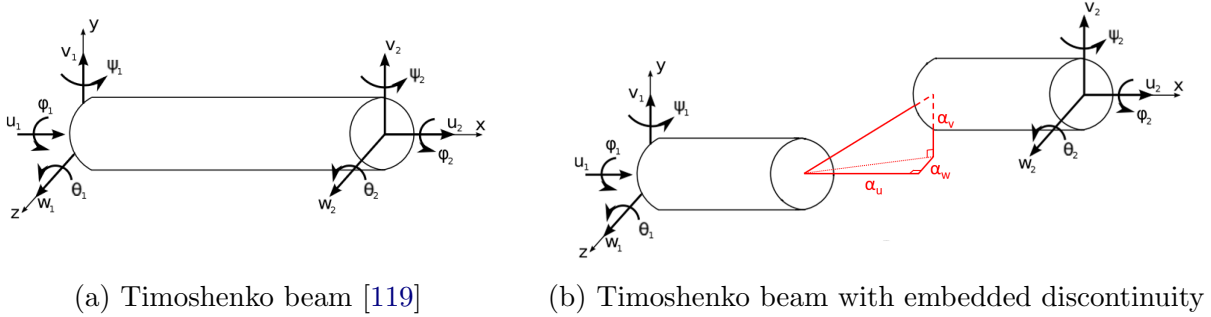 y
v₁
ψ₁
φ₁
u₁
θ₁
w₁
z
v₂
ψ₂
u₂
x
φ₂
θ₂
w₂
y
v₁
ψ₁
φ₁
u₁
θ₁
w₁
z
αᵤ
α_w
αᵥ
v₂
ψ₂
u₂
x
φ₂
θ₂
w₂
(a) Timoshenko beam [119]
(b) Timoshenko beam with embedded discontinuity